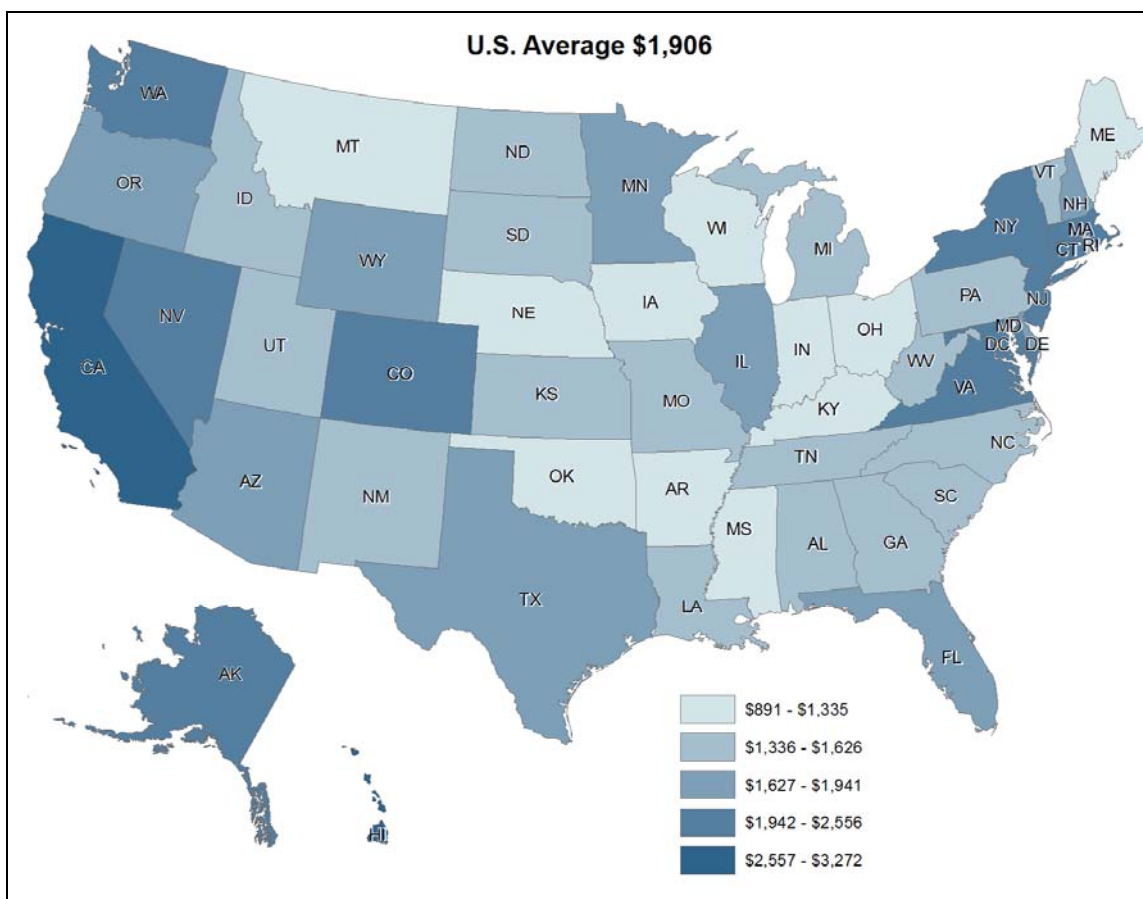 U.S. Average $1,906
WA
MT
ND
MN
ME
VT
NH
OR
ID
SD
WI
MI
NY
MA
CT
RI
WY
NE
IA
PA
NJ
NV
UT
CO
IL
IN
OH
MD
DC
DE
WV
CA
KS
MO
KY
VA
AZ
NM
OK
AR
TN
NC
SC
MS
AL
GA
TX
LA
FL
AK
HI
$891 - $1,335
$1,336 - $1,626
$1,627 - $1,941
$1,942 - $2,556
$2,557 - $3,272